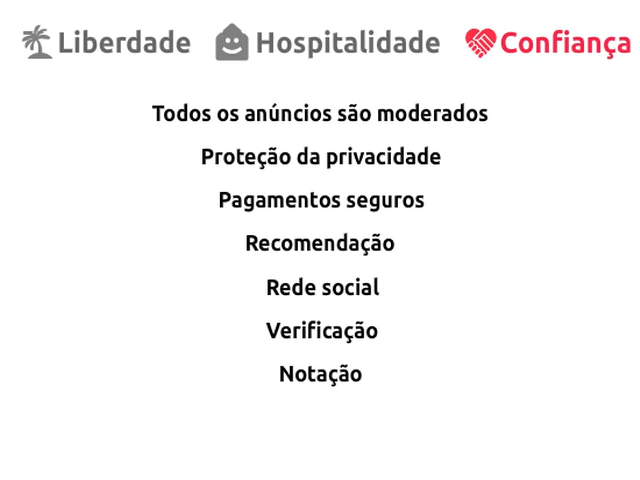 Liberdade Hospitalidade Confiança
Todos os anúncios são moderados
Proteção da privacidade
Pagamentos seguros
Recomendação
Rede social
Verificação
Notação